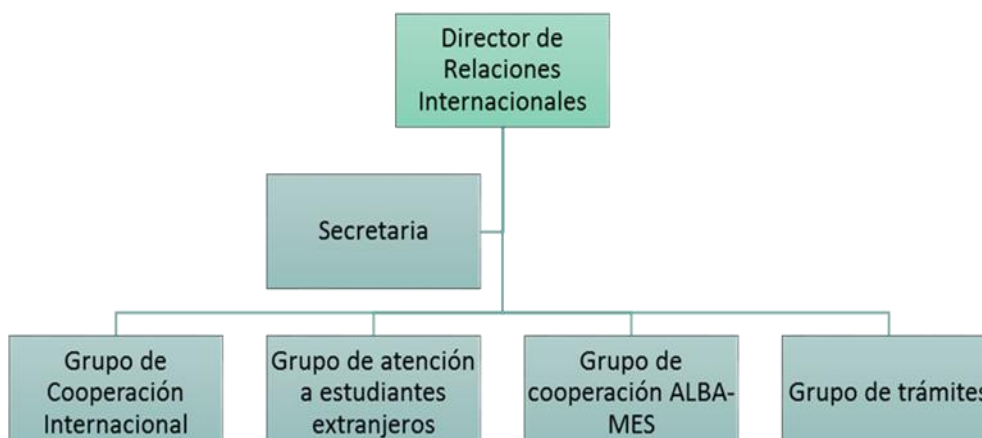 Director de
Relaciones
Internacionales
Secretaria
Grupo de
Cooperación
Internacional
Grupo de atención
a estudiantes
extranjeros
Grupo de
cooperación ALBA-
MES
Grupo de trámites